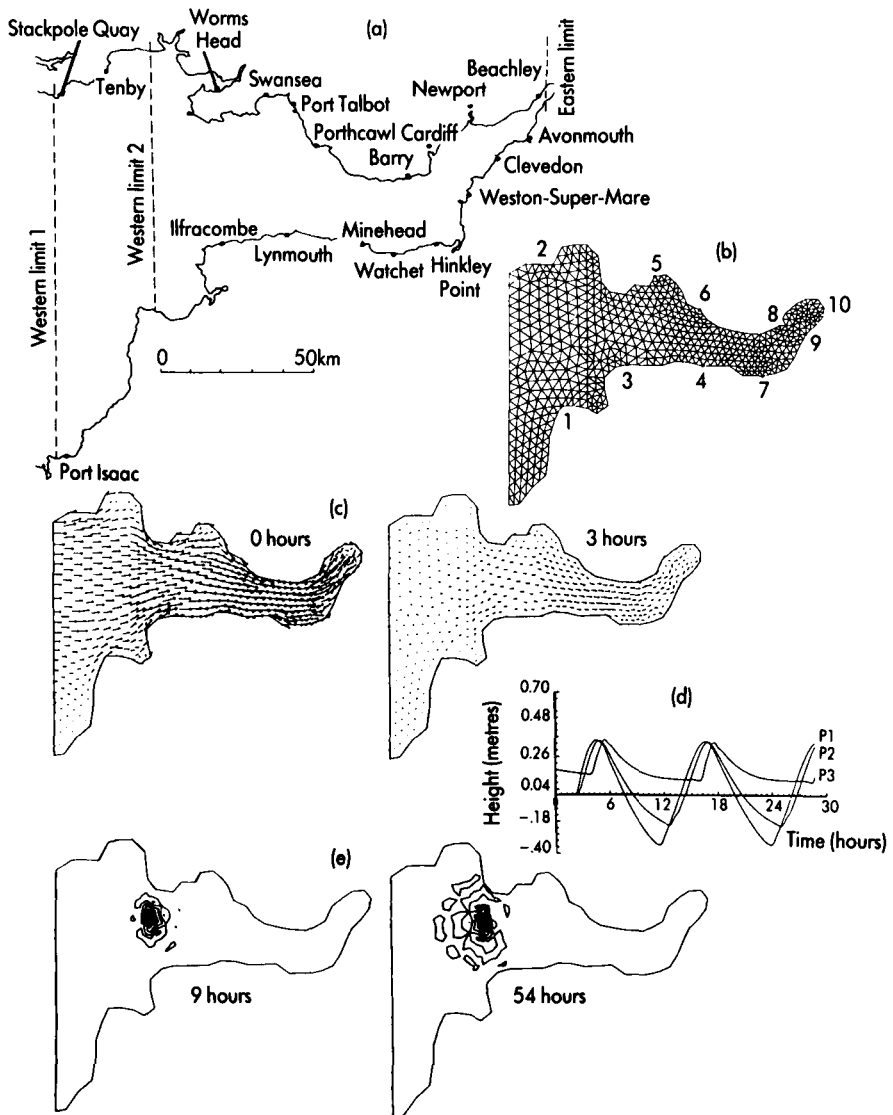 (a)
Stackpole Quay
Worms
Head
Tenby
Swansea
Port Talbot
Porthcawl Cardiff
Barry
Newport
Beachley
Eastern limit
Avonmouth
Clevedon
Weston-Super-Mare
Western limit 1
Western limit 2
Ilfracombe
Lynmouth
Minehead
Watchet
Hinkley
Point
0 50km
Port Isaac
(b)
2
5
6
8
10
9
3
4
7
1
(c)
0 hours
3 hours
(d)
Height (metres)
0.70
0.48
0.26
0.04
-.18
-.40
0 6 12 18 24 30
P1
P2
P3
Time (hours)
(e)
9 hours
54 hours